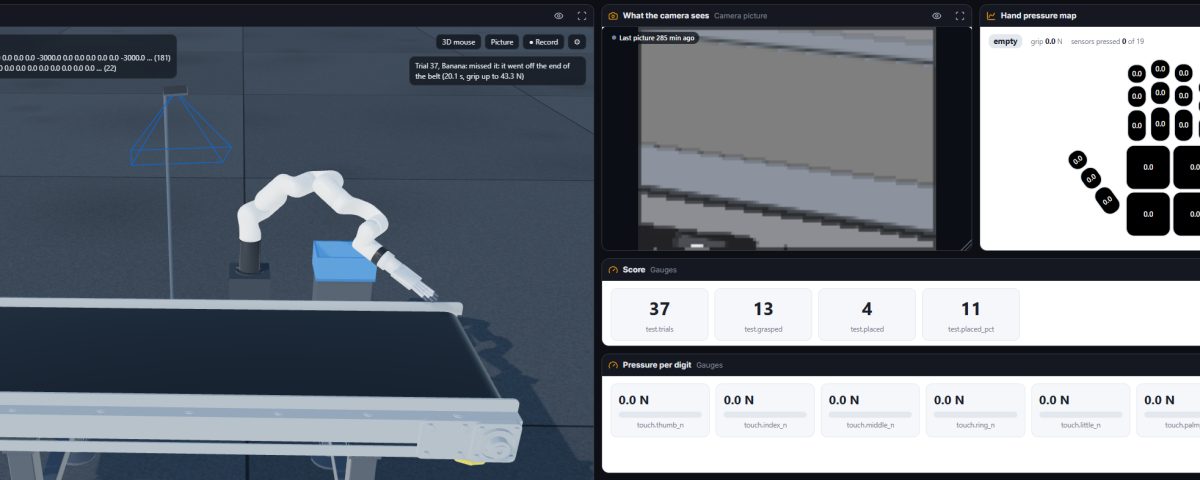 0.0 0.0 0.0 -3000.0 0.0 0.0 0.0 0.0 0.0 -3000.0 ... (181)
0.0 0.0 0.0 0.0 0.0 0.0 0.0 0.0 ... (22)
3D mouse
Picture
● Record
Trial 37, Banana: missed it: it went off the end of
the belt (20.1 s, grip up to 43.3 N)
What the camera sees Camera picture
Last picture 285 min ago
Hand pressure map
empty grip 0.0 N sensors pressed 0 of 19
0.0 0.0 0.0
0.0 0.0 0.0
0.0 0.0 0.0
0.0 0.0
0.0
0.0
0.0
0.0 0.0
Score Gauges
37
test.trials
13
test.grasped
4
test.placed
11
test.placed_pct
Pressure per digit Gauges
0.0 N
touch.thumb_n
0.0 N
touch.index_n
0.0 N
touch.middle_n
0.0 N
touch.ring_n
0.0 N
touch.little_n
0.0 N
touch.palm